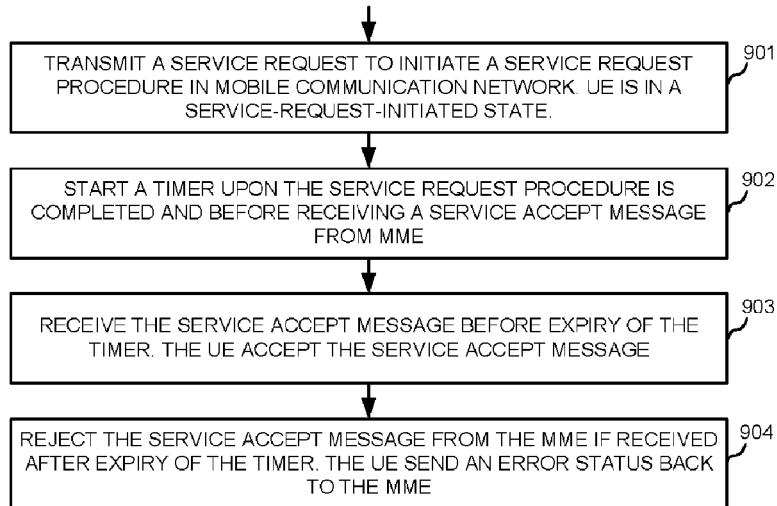 TRANSMIT A SERVICE REQUEST TO INITIATE A SERVICE REQUEST
PROCEDURE IN MOBILE COMMUNICATION NETWORK. UE IS IN A
SERVICE-REQUEST-INITIATED STATE.
901
START A TIMER UPON THE SERVICE REQUEST PROCEDURE IS
COMPLETED AND BEFORE RECEIVING A SERVICE ACCEPT MESSAGE
FROM MME
902
RECEIVE THE SERVICE ACCEPT MESSAGE BEFORE EXPIRY OF THE
TIMER. THE UE ACCEPT THE SERVICE ACCEPT MESSAGE
903
REJECT THE SERVICE ACCEPT MESSAGE FROM THE MME IF RECEIVED
AFTER EXPIRY OF THE TIMER. THE UE SEND AN ERROR STATUS BACK
TO THE MME
904